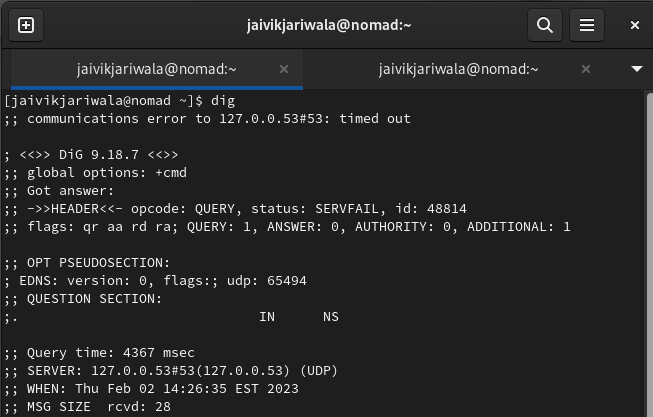 jaivikjariwala@nomad:~
jaivikjariwala@nomad:~ × jaivikjariwala@nomad:~ ×
[jaivikjariwala@nomad ~]$ dig
;; communications error to 127.0.0.53#53: timed out
; <<>> DiG 9.18.7 <<>>
;; global options: +cmd
;; Got answer:
;; ->>HEADER<<- opcode: QUERY, status: SERVFAIL, id: 48814
;; flags: qr aa rd ra; QUERY: 1, ANSWER: 0, AUTHORITY: 0, ADDITIONAL: 1
;; OPT PSEUDOSECTION:
; EDNS: version: 0, flags:; udp: 65494
;; QUESTION SECTION:
;. IN NS
;; Query time: 4367 msec
;; SERVER: 127.0.0.53#53(127.0.0.53) (UDP)
;; WHEN: Thu Feb 02 14:26:35 EST 2023
;; MSG SIZE rcvd: 28